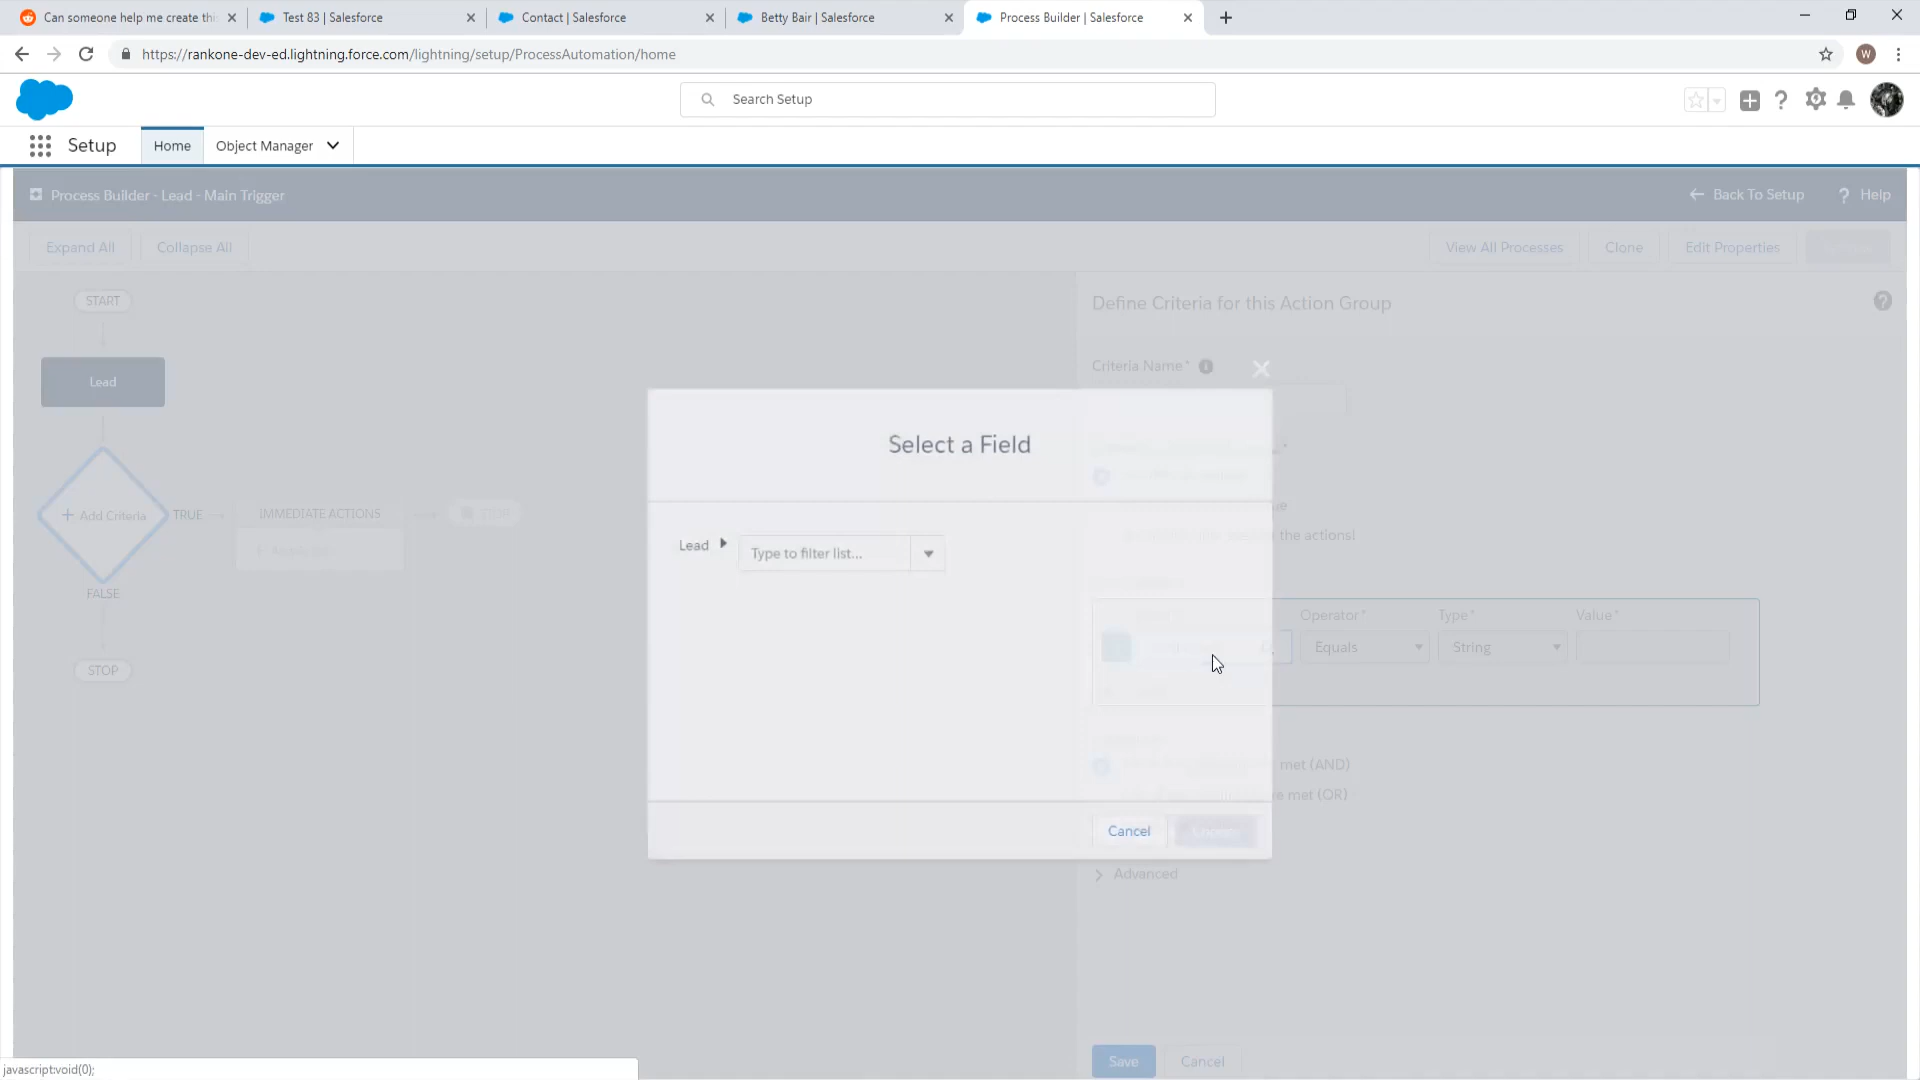 Can someone help me create thi
Test 83 | Salesforce
Contact | Salesforce
Betty Bair | Salesforce
Process Builder | Salesforce
https://rankone-dev-ed.lightning.force.com/lightning/setup/ProcessAutomation/home
W
Search Setup
Setup
Home
Object Manager
Process Builder - Lead - Main Trigger
Back To Setup
Help
Expand All
Collapse All
View All Processes
Clone
Edit Properties
START
Define Criteria for this Action Group
Criteria Name*
Lead
Select a Field
Add Criteria
TRUE
IMMEDIATE ACTIONS
STOP
the actions!
Lead
Type to filter list...
FALSE
Operator*
Type*
Value*
Equals
String
STOP
met (AND)
met (OR)
Cancel
Advanced
Save
Cancel
javascript:void(0);